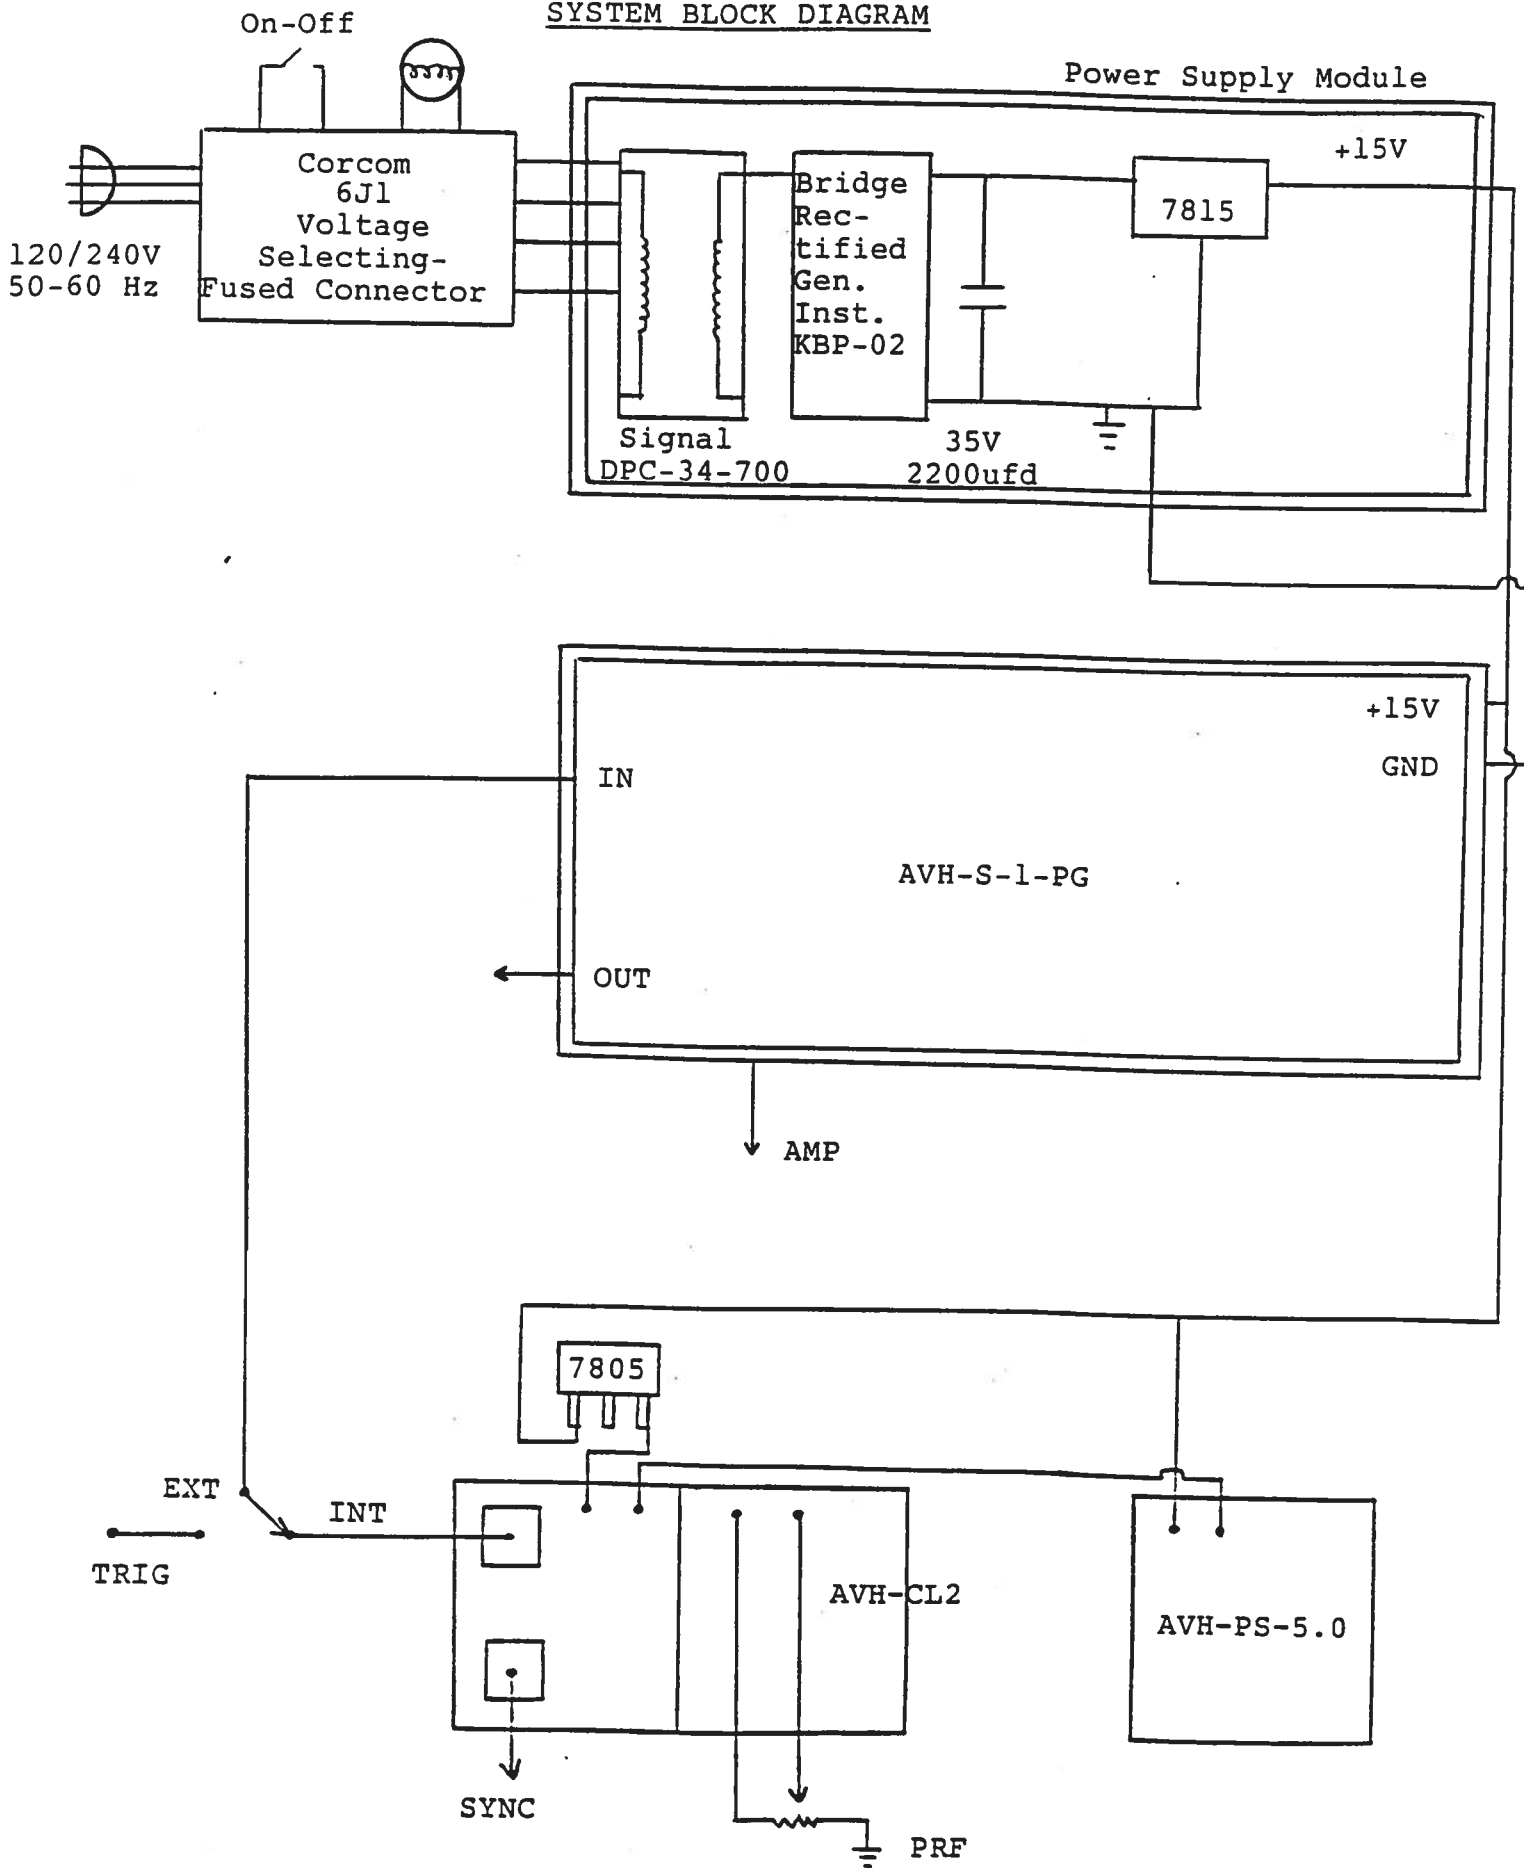 SYSTEM BLOCK DIAGRAM
On-Off
Power Supply Module
+15V
Corcom
6J1
Voltage
Selecting-
Fused Connector
120/240V
50-60 Hz
Bridge
Rec-
tified
Gen.
Inst.
KBP-02
7815
Signal
DPC-34-700
35V
2200ufd
+15V
GND
IN
AVH-S-1-PG
OUT
AMP
7805
EXT
INT
TRIG
AVH-CL2
AVH-PS-5.0
SYNC
PRF